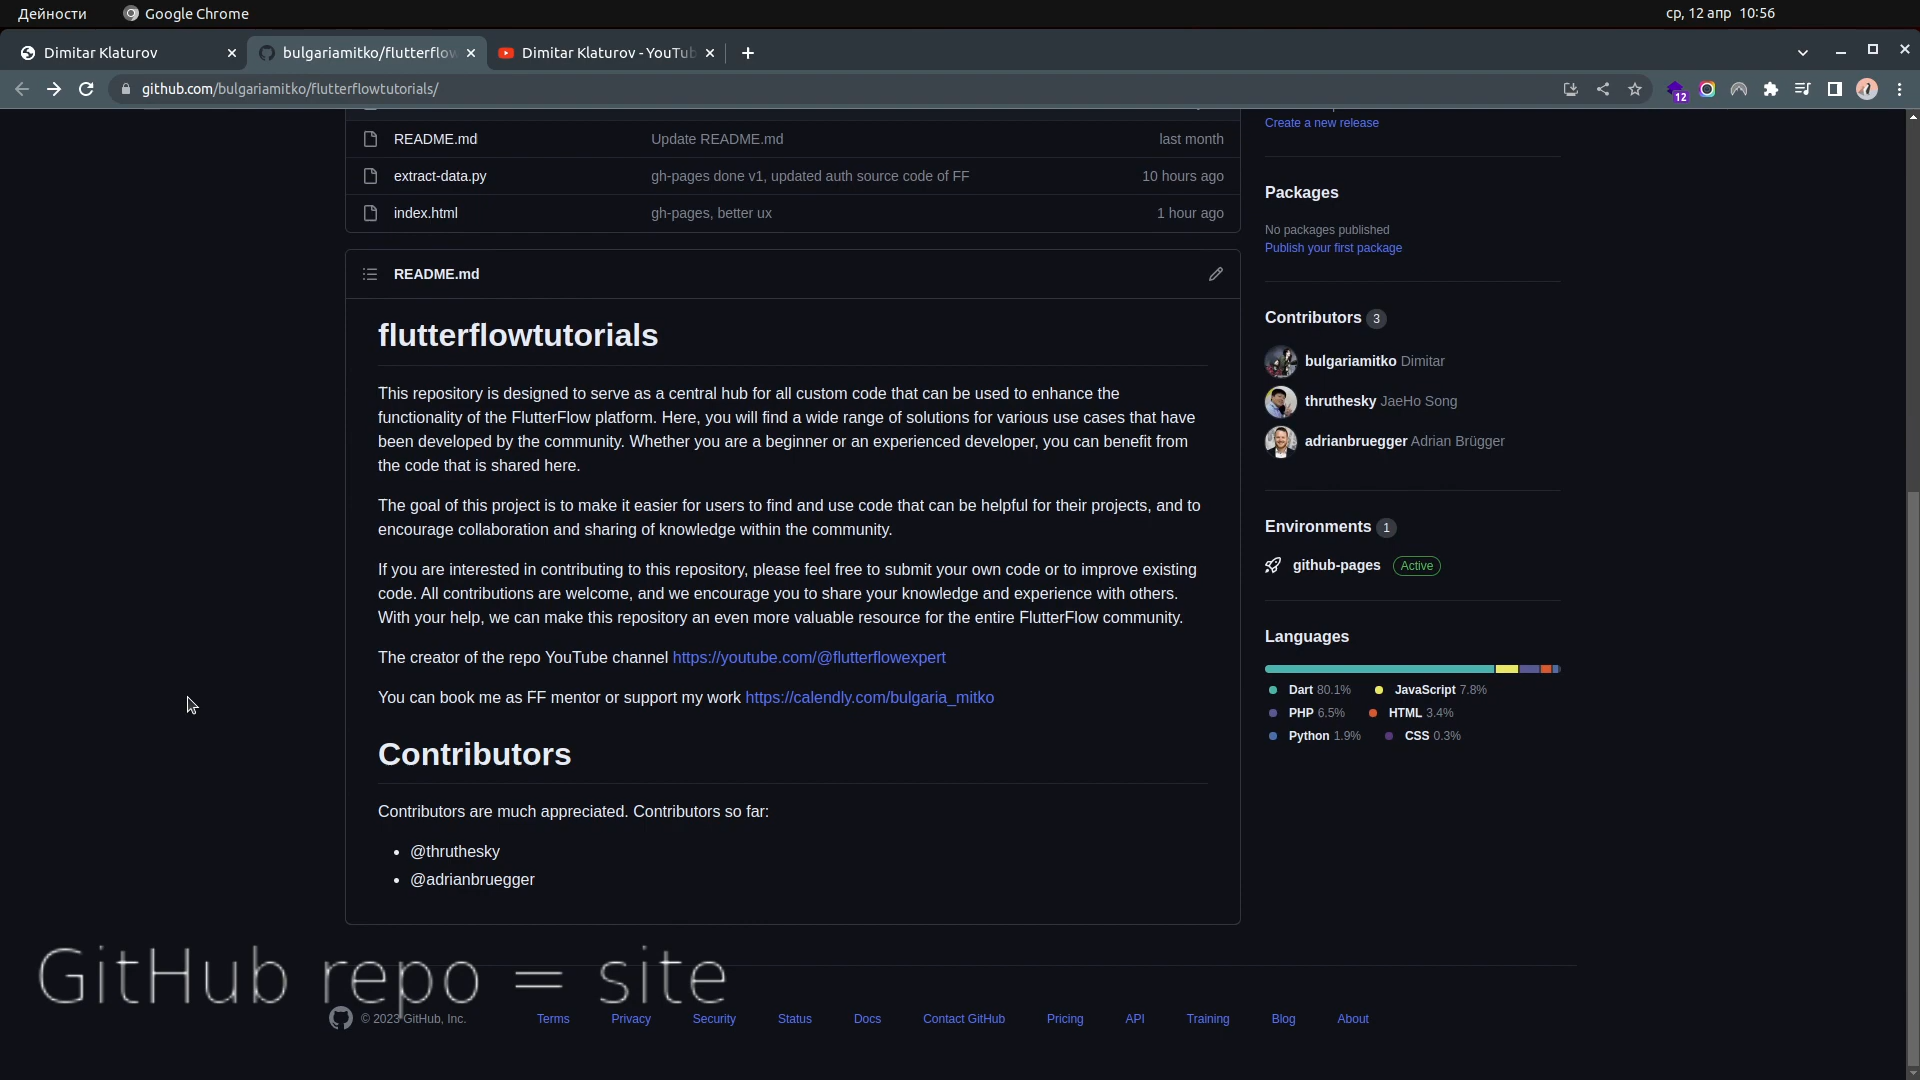 Дейности Google Chrome ср, 12 апр 10:56
Dimitar Klaturov bulgariamitko/flutterflow Dimitar Klaturov - YouTub
github.com/bulgariamitko/flutterflowtutorials/ 12
Create a new release
README.md Update README.md last month
extract-data.py gh-pages done v1, updated auth source code of FF 10 hours ago
index.html gh-pages, better ux 1 hour ago
README.md
flutterflowtutorials
This repository is designed to serve as a central hub for all custom code that can be used to enhance the
functionality of the FlutterFlow platform. Here, you will find a wide range of solutions for various use cases that have
been developed by the community. Whether you are a beginner or an experienced developer, you can benefit from
the code that is shared here.
The goal of this project is to make it easier for users to find and use code that can be helpful for their projects, and to
encourage collaboration and sharing of knowledge within the community.
If you are interested in contributing to this repository, please feel free to submit your own code or to improve existing
code. All contributions are welcome, and we encourage you to share your knowledge and experience with others.
With your help, we can make this repository an even more valuable resource for the entire FlutterFlow community.
The creator of the repo YouTube channel https://youtube.com/@flutterflowexpert
You can book me as FF mentor or support my work https://calendly.com/bulgaria_mitko
Contributors
Contributors are much appreciated. Contributors so far:
@thruthesky
@adrianbruegger
Packages
No packages published
Publish your first package
Contributors 3
bulgariamitko Dimitar
thruthesky JaeHo Song
adrianbruegger Adrian Brügger
Environments 1
github-pages Active
Languages
Dart 80.1% JavaScript 7.8%
PHP 6.5% HTML 3.4%
Python 1.9% CSS 0.3%
GitHub repo = site
© 2023 GitHub, Inc. Terms Privacy Security Status Docs Contact GitHub Pricing API Training Blog About